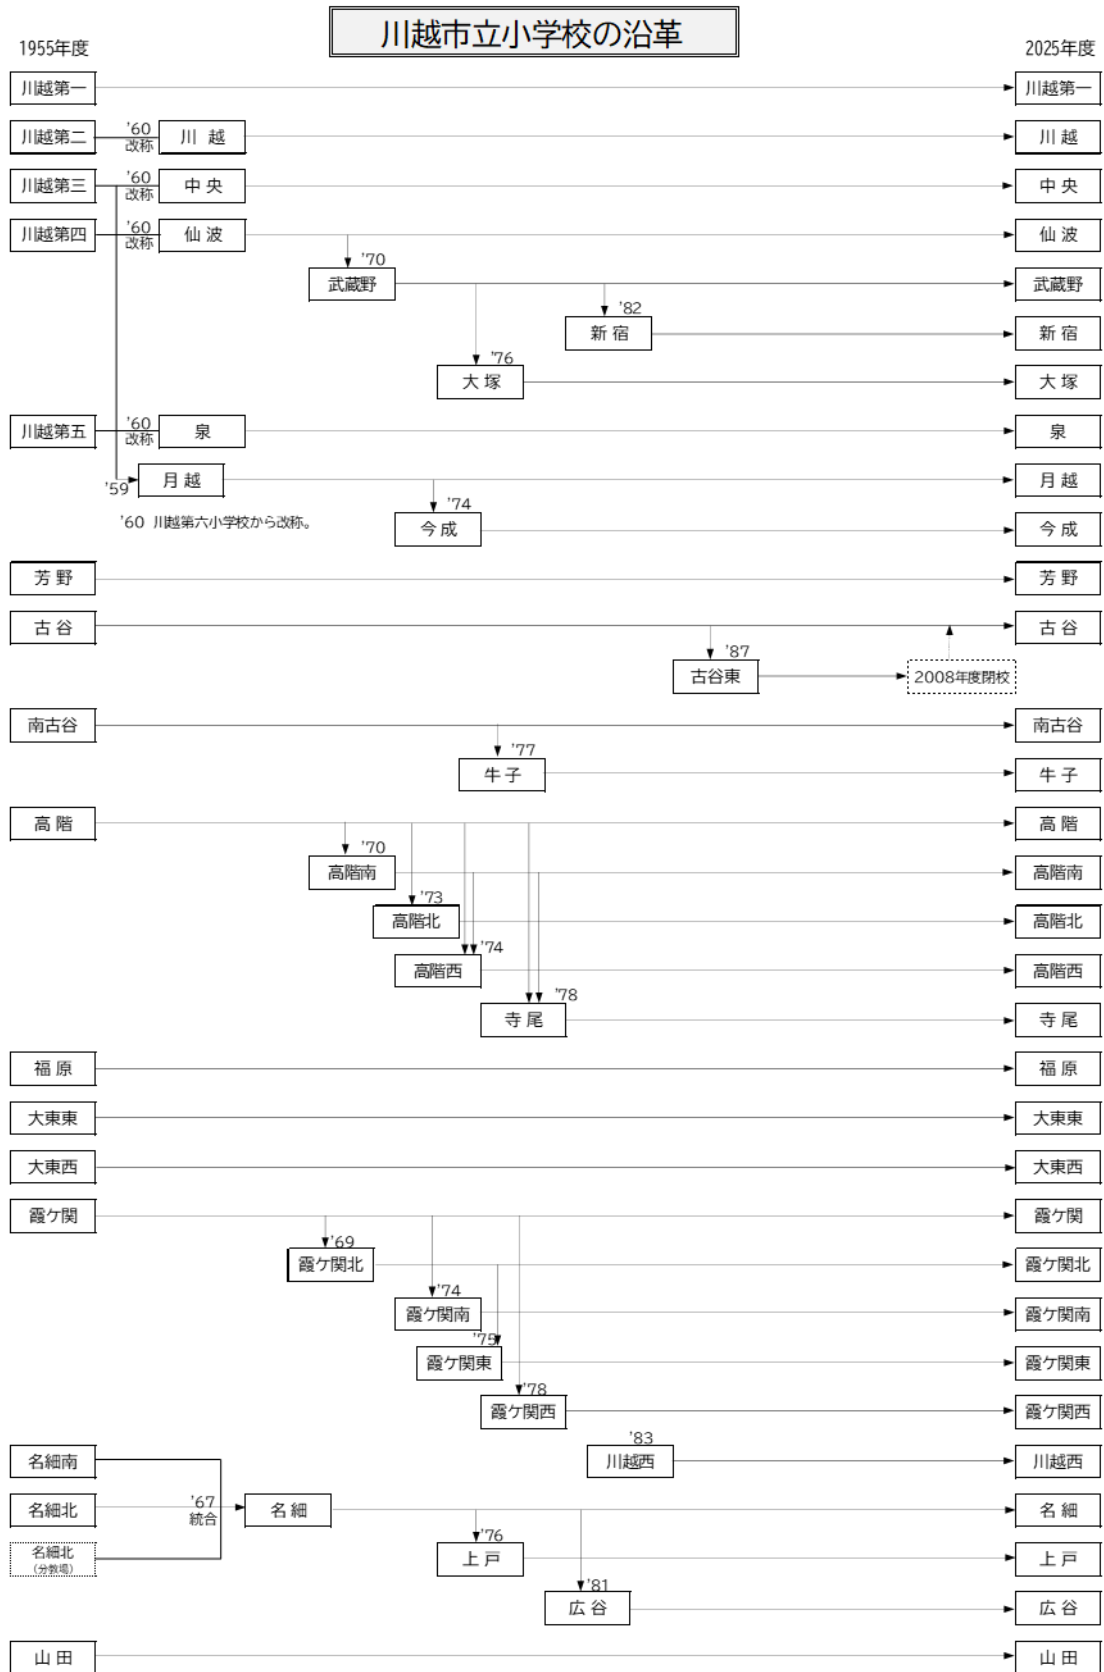 川越市立小学校の沿革
1955年度
2025年度
川越第一
川越第一
川越第二
'60
改称
川 越
川 越
川越第三
'60
改称
中 央
中 央
川越第四
'60
改称
仙 波
仙 波
'70
武蔵野
武蔵野
'82
新 宿
新 宿
'76
大 塚
大 塚
川越第五
'60
改称
泉
泉
'59
月 越
月 越
'60 川越第六小学校から改称。
'74
今 成
今 成
芳 野
芳 野
古 谷
古 谷
'87
古谷東
2008年度閉校
南古谷
南古谷
'77
牛 子
牛 子
高 階
高 階
'70
高階南
高階南
'73
高階北
高階北
'74
高階西
高階西
'78
寺 尾
寺 尾
福 原
福 原
大東東
大東東
大東西
大東西
霞ケ関
霞ケ関
'69
霞ケ関北
霞ケ関北
'74
霞ケ関南
霞ケ関南
'75
霞ケ関東
霞ケ関東
'78
霞ケ関西
霞ケ関西
'83
川越西
川越西
名細南
名細北
'67
統合
名 細
名 細
名細北
(分教場)
'76
上 戸
上 戸
'81
広 谷
広 谷
山 田
山 田